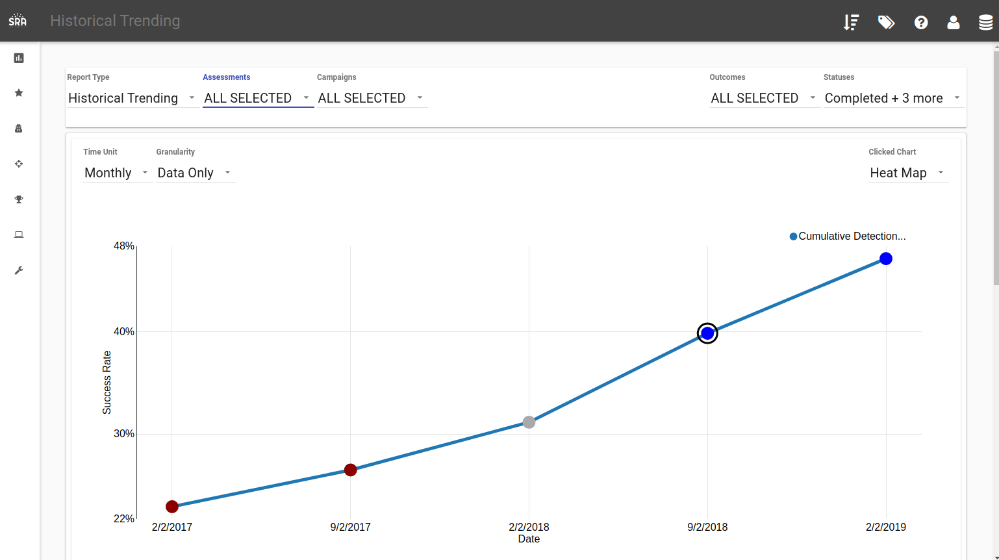 SRA
Historical Trending
Report Type
Assessments
Campaigns
Outcomes
Statuses
Historical Trending
ALL SELECTED
ALL SELECTED
ALL SELECTED
Completed + 3 more
Time Unit
Granularity
Clicked Chart
Monthly
Data Only
Heat Map
Cumulative Detection...
48%
40%
30%
22%
Success Rate
2/2/2017
9/2/2017
2/2/2018
9/2/2018
2/2/2019
Date